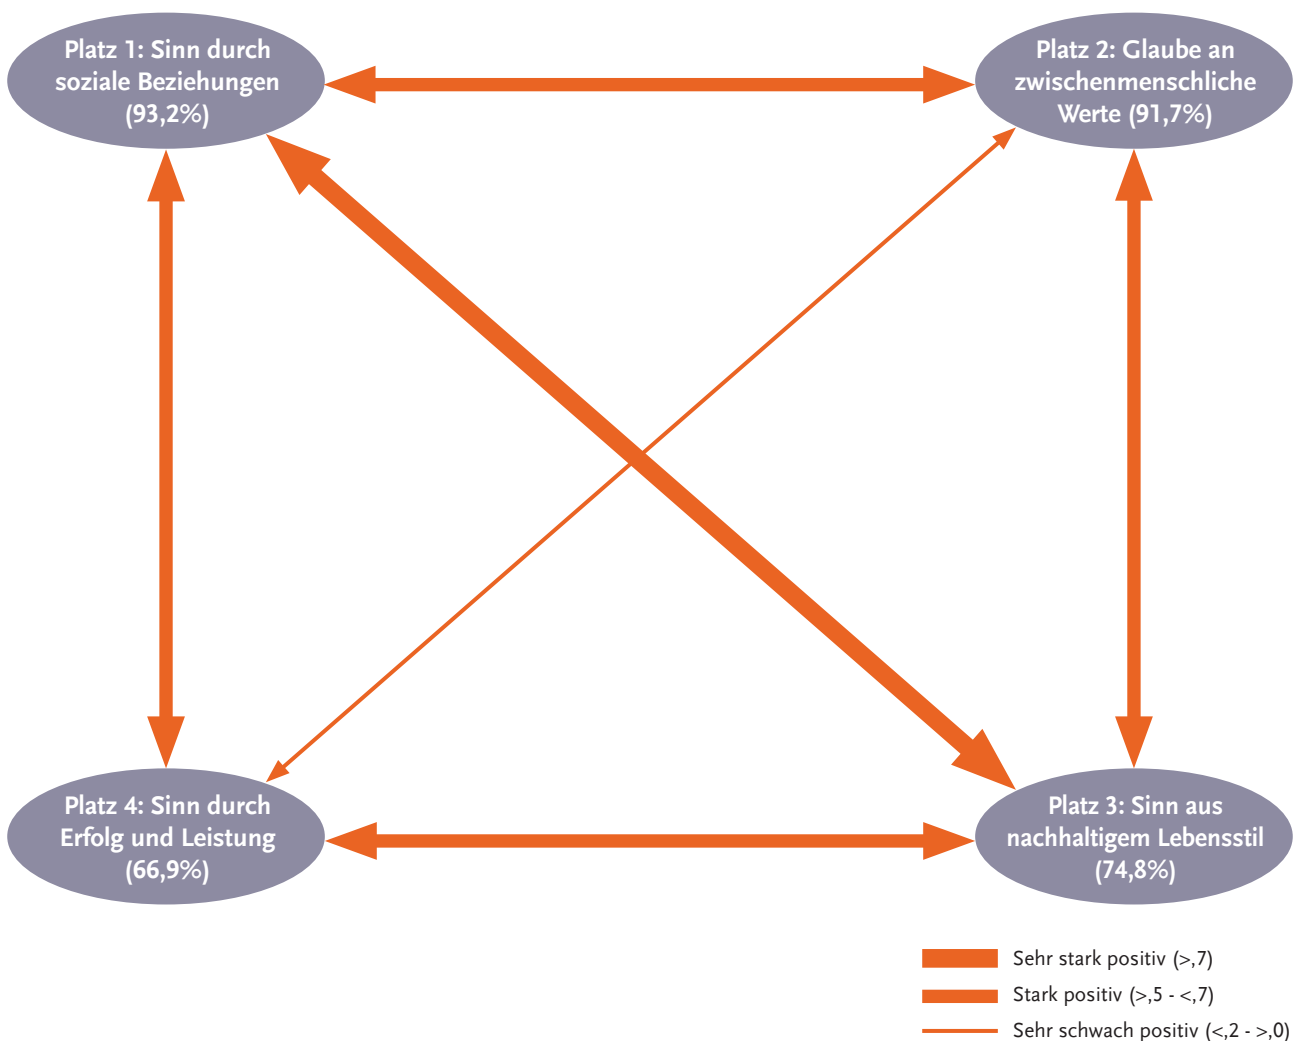 Platz 1: Sinn durch
soziale Beziehungen
(93,2%)
Platz 2: Glaube an
zwischenmenschliche
Werte (91,7%)
Platz 4: Sinn durch
Erfolg und Leistung
(66,9%)
Platz 3: Sinn aus
nachhaltigem Lebensstil
(74,8%)
Sehr stark positiv (>,7)
Stark positiv (>,5 - <,7)
Sehr schwach positiv (<,2 - >,0)